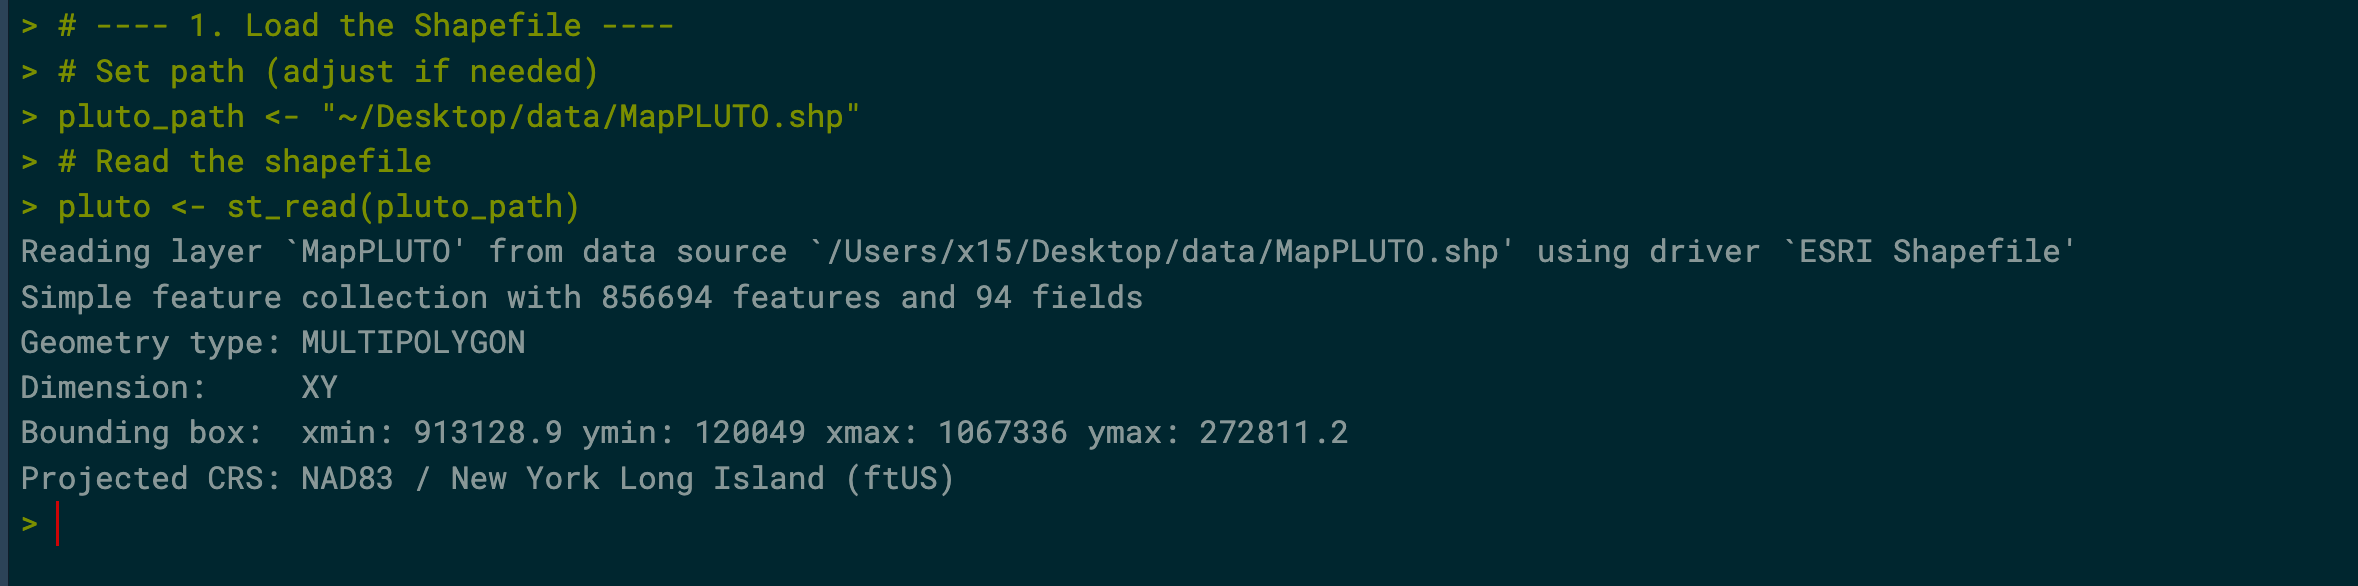 > # ---- 1. Load the Shapefile ----
> # Set path (adjust if needed)
> pluto_path <- "~/Desktop/data/MapPLUTO.shp"
> # Read the shapefile
> pluto <- st_read(pluto_path)
Reading layer `MapPLUTO' from data source `/Users/x15/Desktop/data/MapPLUTO.shp' using driver `ESRI Shapefile'
Simple feature collection with 856694 features and 94 fields
Geometry type: MULTIPOLYGON
Dimension:     XY
Bounding box:  xmin: 913128.9 ymin: 120049 xmax: 1067336 ymax: 272811.2
Projected CRS: NAD83 / New York Long Island (ftUS)
>